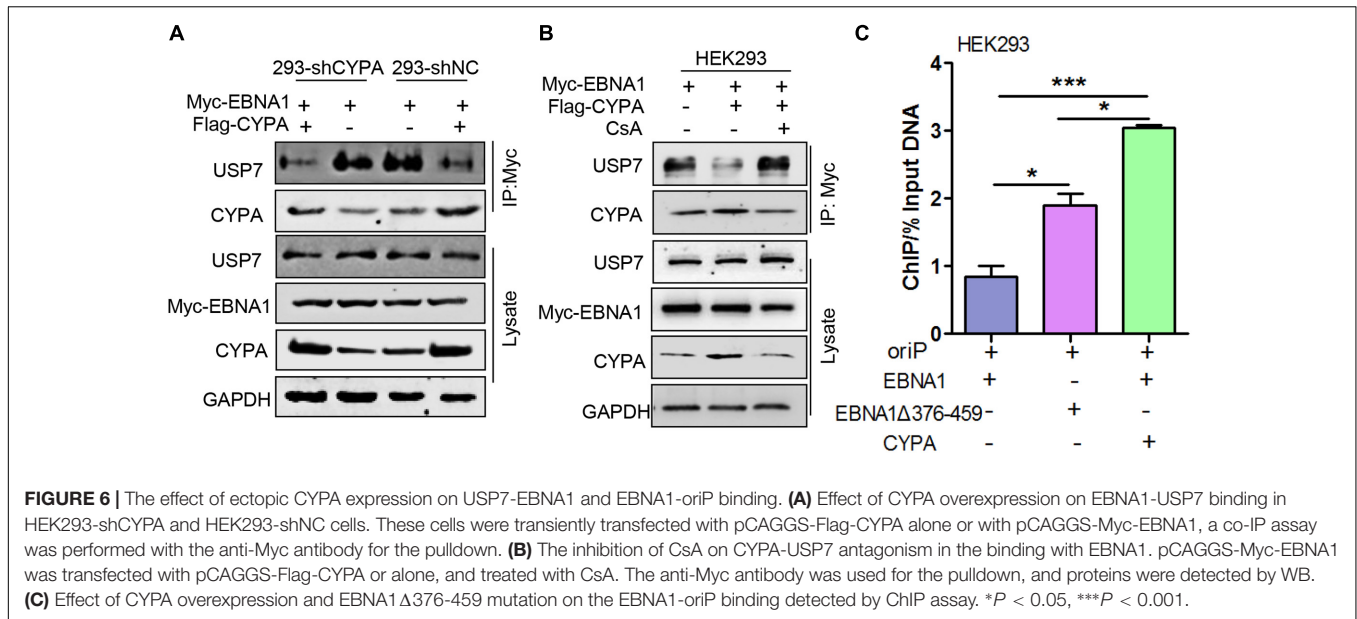 A
293-shCYPA 293-shNC
Myc-EBNA1 + + + +
Flag-CYPA + - - +
USP7
CYPA
IP:Myc
USP7
Myc-EBNA1
CYPA
GAPDH
Lysate
B
HEK293
Myc-EBNA1 + + +
Flag-CYPA - + +
CsA - - +
USP7
CYPA
IP: Myc
USP7
Myc-EBNA1
CYPA
GAPDH
Lysate
C
HEK293
ChIP/% Input DNA
4
3
2
1
0
***
*
*
oriP + + +
EBNA1 + - +
EBNA1Δ376-459 - + -
CYPA - - +
FIGURE 6 | The effect of ectopic CYPA expression on USP7-EBNA1 and EBNA1-oriP binding. (A) Effect of CYPA overexpression on EBNA1-USP7 binding in
HEK293-shCYPA and HEK293-shNC cells. These cells were transiently transfected with pCAGGS-Flag-CYPA alone or with pCAGGS-Myc-EBNA1, a co-IP assay
was performed with the anti-Myc antibody for the pulldown. (B) The inhibition of CsA on CYPA-USP7 antagonism in the binding with EBNA1. pCAGGS-Myc-EBNA1
was transfected with pCAGGS-Flag-CYPA or alone, and treated with CsA. The anti-Myc antibody was used for the pulldown, and proteins were detected by WB.
(C) Effect of CYPA overexpression and EBNA1Δ376-459 mutation on the EBNA1-oriP binding detected by ChIP assay. *P < 0.05, ***P < 0.001.